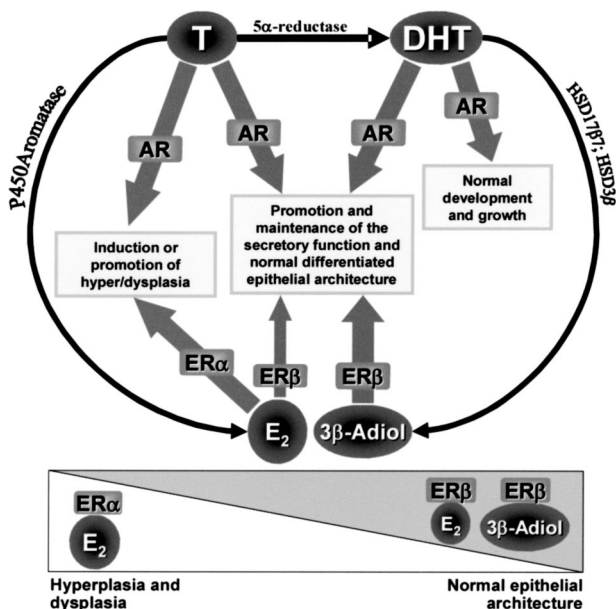 5α-reductase
T
DHT
P450Aromatase
HSD17β7; HSD3β
AR
AR
AR
AR
Induction or
promotion of
hyper/dysplasia
Promotion and
maintenance of the
secretory function and
normal differentiated
epithelial architecture
Normal
development
and growth
ERα
ERβ
ERβ
E₂
3β-Adiol
ERα
E₂
ERβ
E₂
ERβ
3β-Adiol
Hyperplasia and
dysplasia
Normal epithelial
architecture